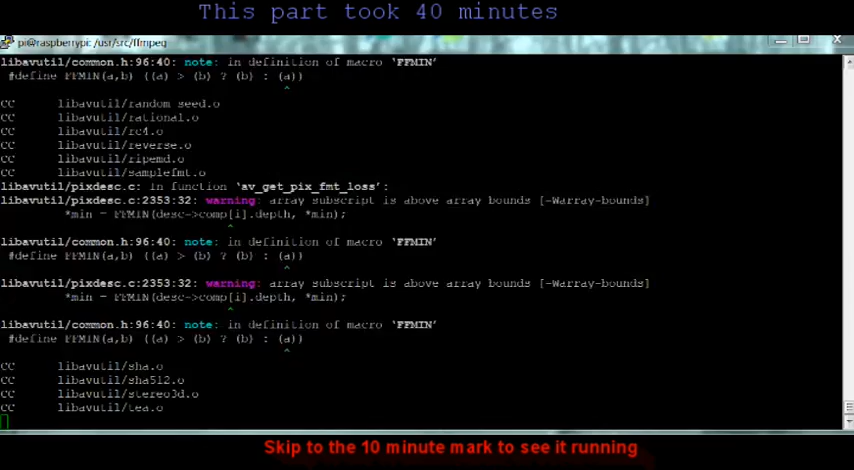 This part took 40 minutes
pi@raspberrypi: /usr/src/ffmpeg
libavutil/common.h:96:40: note: in definition of macro ‘FFMIN’
#define FFMIN(a,b) ((a) > (b) ? (b) : (a))
^
CC libavutil/random_seed.o
CC libavutil/rational.o
CC libavutil/rc4.o
CC libavutil/reverse.o
CC libavutil/ripemd.o
CC libavutil/samplefmt.o
libavutil/pixdesc.c: In function ‘av_get_pix_fmt_loss’:
libavutil/pixdesc.c:2353:32: warning: array subscript is above array bounds [-Warray-bounds]
*min = FFMIN(desc->comp[i].depth, *min);
^
libavutil/common.h:96:40: note: in definition of macro ‘FFMIN’
#define FFMIN(a,b) ((a) > (b) ? (b) : (a))
^
libavutil/pixdesc.c:2353:32: warning: array subscript is above array bounds [-Warray-bounds]
*min = FFMIN(desc->comp[i].depth, *min);
^
libavutil/common.h:96:40: note: in definition of macro ‘FFMIN’
#define FFMIN(a,b) ((a) > (b) ? (b) : (a))
^
CC libavutil/sha.o
CC libavutil/sha512.o
CC libavutil/stereo3d.o
CC libavutil/tea.o
Skip to the 10 minute mark to see it running